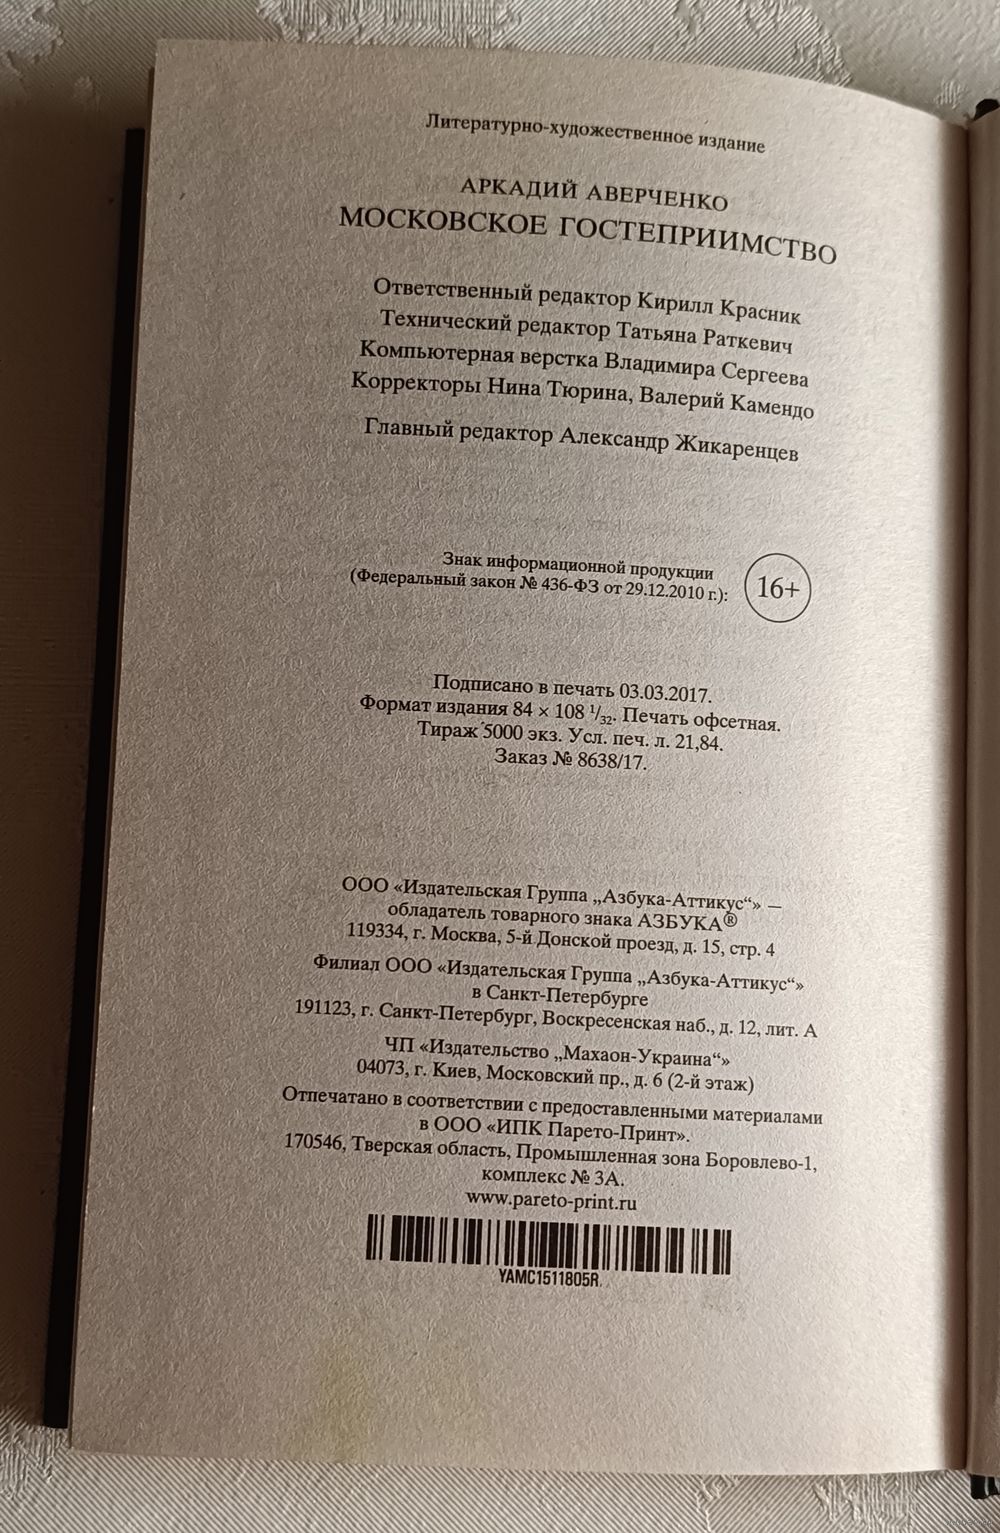 Литературно-художественное издание
АРКАДИЙ АВЕРЧЕНКО
МОСКОВСКОЕ ГОСТЕПРИИМСТВО
Ответственный редактор Кирилл Красник
Технический редактор Татьяна Раткевич
Компьютерная верстка Владимира Сергеева
Корректоры Нина Тюрина, Валерий Камендо
Главный редактор Александр Жикаренцев
Знак информационной продукции
(Федеральный закон № 436-ФЗ от 29.12.2010 г.):
16+
Подписано в печать 03.03.2017.
Формат издания 84 × 108 1/32. Печать офсетная.
Тираж 5000 экз. Усл. печ. л. 21,84.
Заказ № 8638/17.
ООО «Издательская Группа „Азбука-Аттикус“» —
обладатель товарного знака АЗБУКА®
119334, г. Москва, 5-й Донской проезд, д. 15, стр. 4
Филиал ООО «Издательская Группа „Азбука-Аттикус“»
в Санкт-Петербурге
191123, г. Санкт-Петербург, Воскресенская наб., д. 12, лит. А
ЧП «Издательство „Махаон-Украина“»
04073, г. Киев, Московский пр., д. 6 (2-й этаж)
Отпечатано в соответствии с предоставленными материалами
в ООО «ИПК Парето-Принт».
170546, Тверская область, Промышленная зона Боровлево-1,
комплекс № 3А.
www.pareto-print.ru
YAMC1511805R